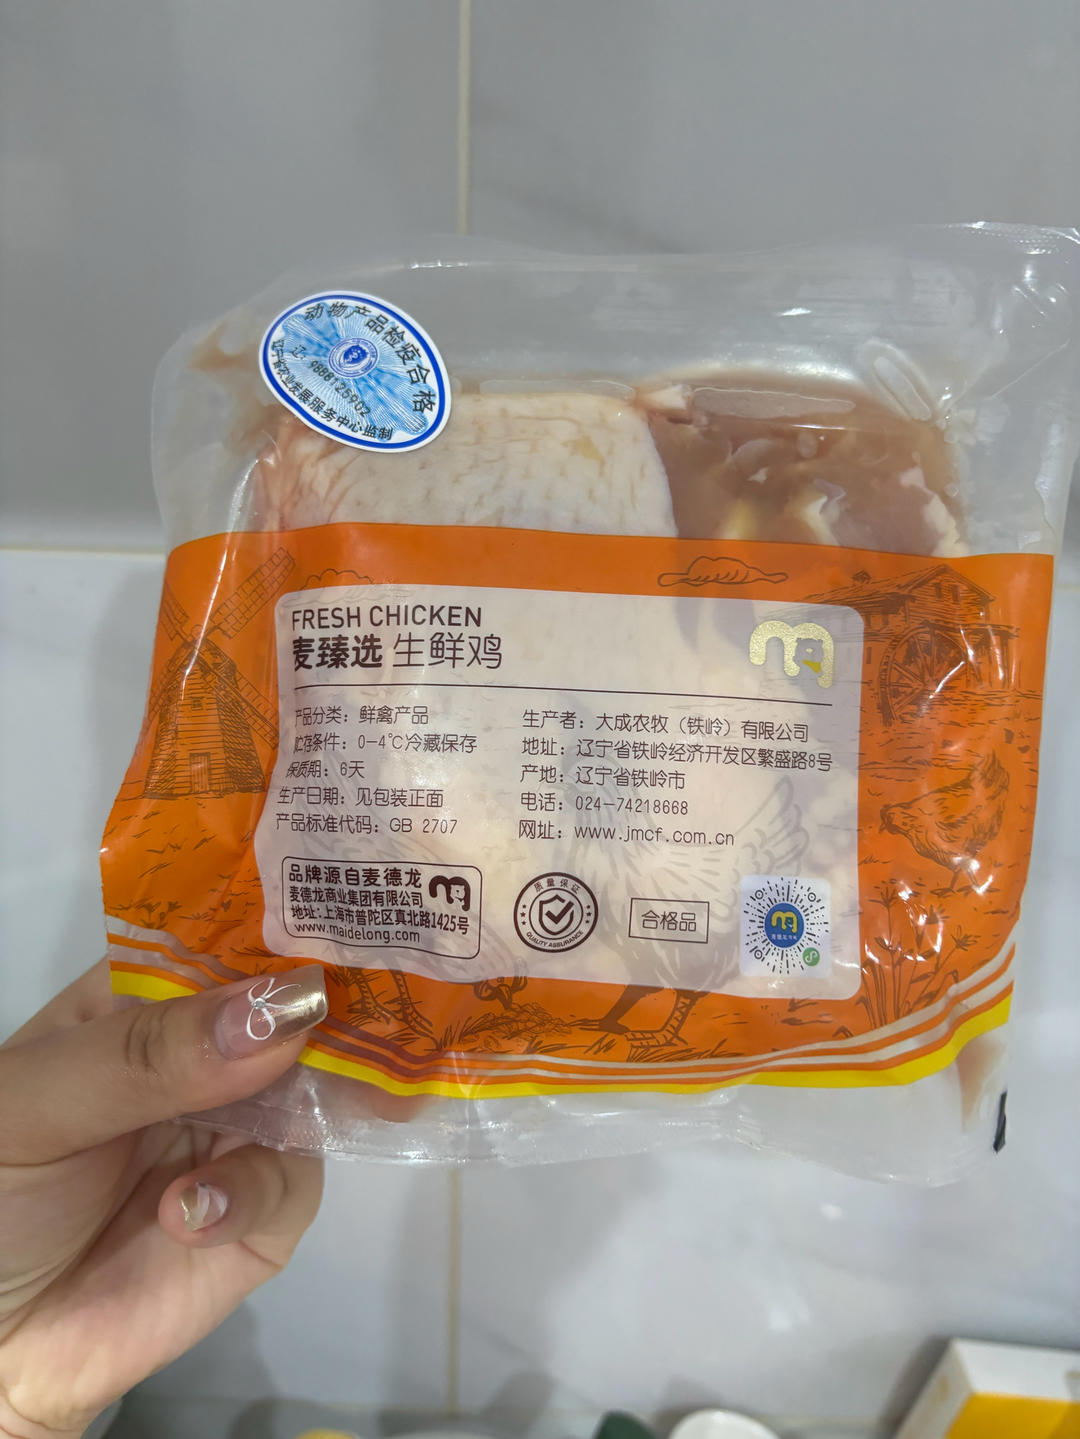 动物产品检疫合格
辽
9888125902
辽宁省农业发展服务中心监制
FRESH CHICKEN
麦臻选 生鲜鸡
产品分类：鲜禽产品
贮存条件：0-4℃冷藏保存
保质期：6天
生产日期：见包装正面
产品标准代码：GB 2707
生产者：大成农牧（铁岭）有限公司
地址：辽宁省铁岭经济开发区繁盛路8号
产地：辽宁省铁岭市
电话：024-74218668
网址：www.jmcf.com.cn
品牌源自麦德龙
麦德龙商业集团有限公司
地址：上海市普陀区真北路1425号
www.maidelong.com
质量保证
QUALITY ASSURANCE
合格品